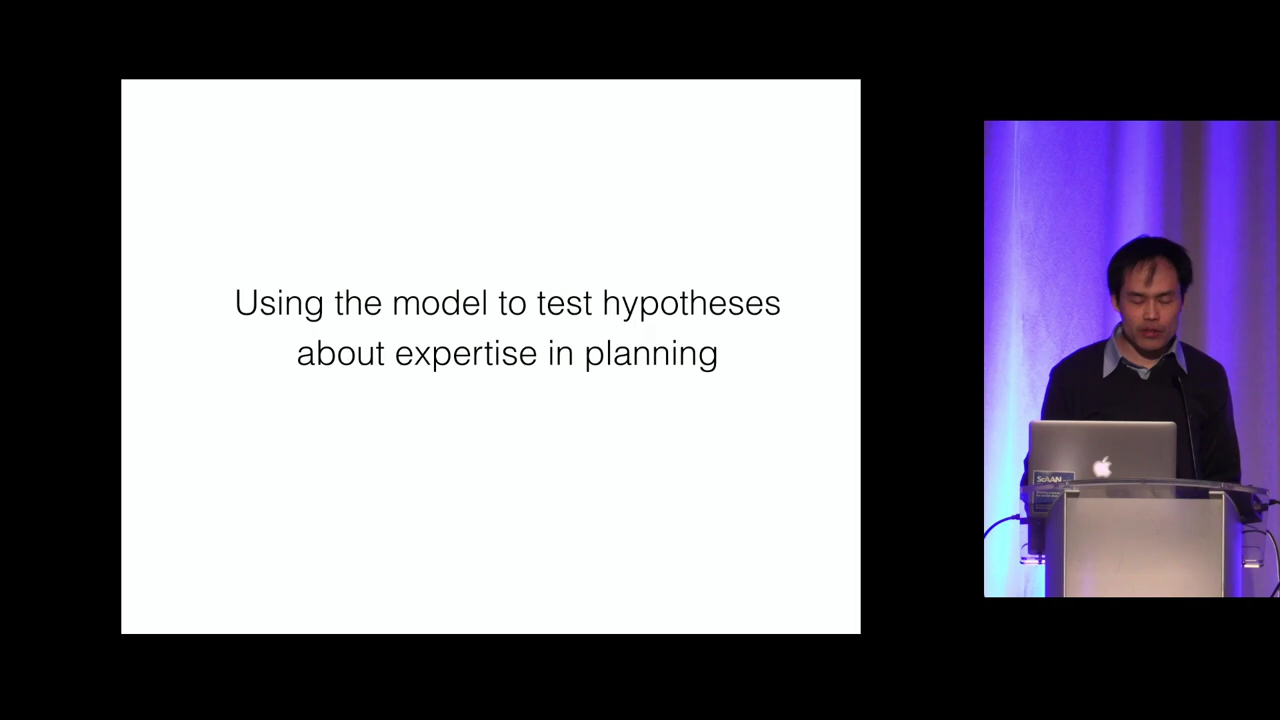 Using the model to test hypotheses
about expertise in planning